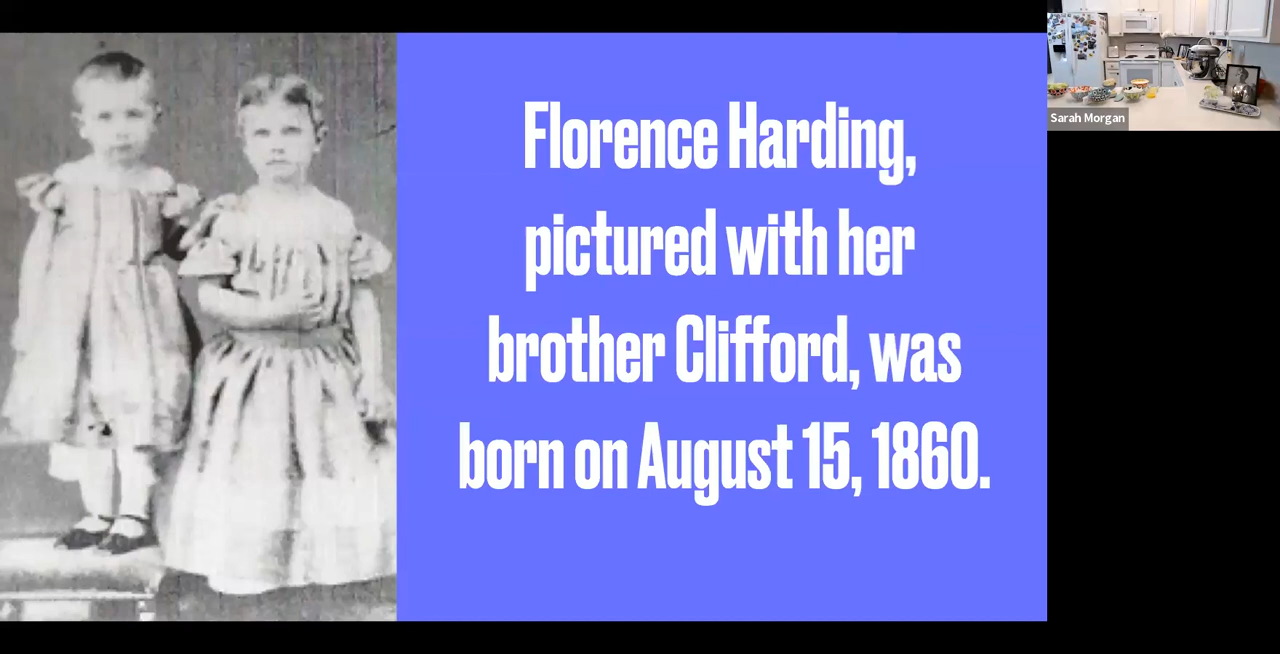 Florence Harding,
pictured with her
brother Clifford, was
born on August 15, 1860.
Sarah Morgan